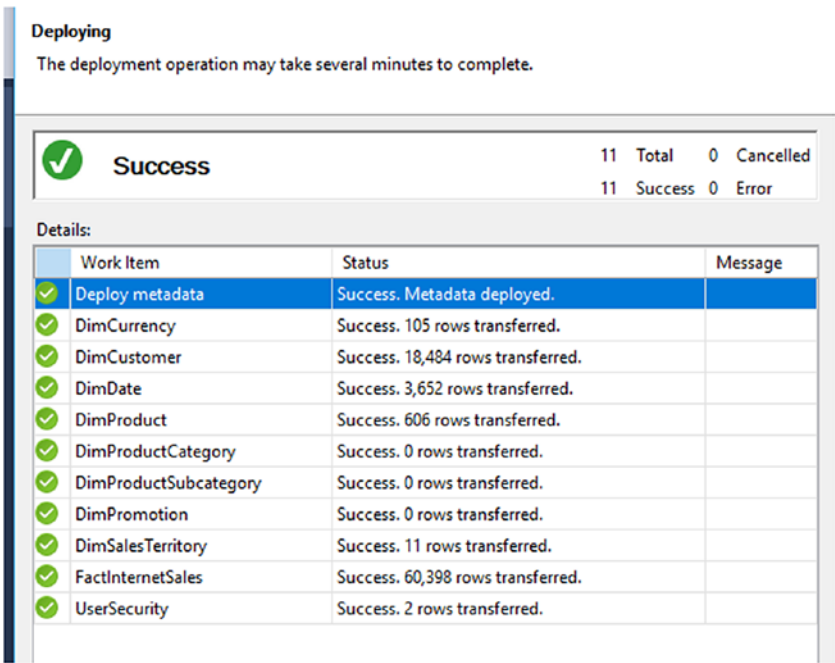 Deploying
The deployment operation may take several minutes to complete.
Success
11 Total 0 Cancelled
11 Success 0 Error
Details:
Work Item Status Message
Deploy metadata Success. Metadata deployed.
DimCurrency Success. 105 rows transferred.
DimCustomer Success. 18,484 rows transferred.
DimDate Success. 3,652 rows transferred.
DimProduct Success. 606 rows transferred.
DimProductCategory Success. 0 rows transferred.
DimProductSubcategory Success. 0 rows transferred.
DimPromotion Success. 0 rows transferred.
DimSalesTerritory Success. 11 rows transferred.
FactInternetSales Success. 60,398 rows transferred.
UserSecurity Success. 2 rows transferred.